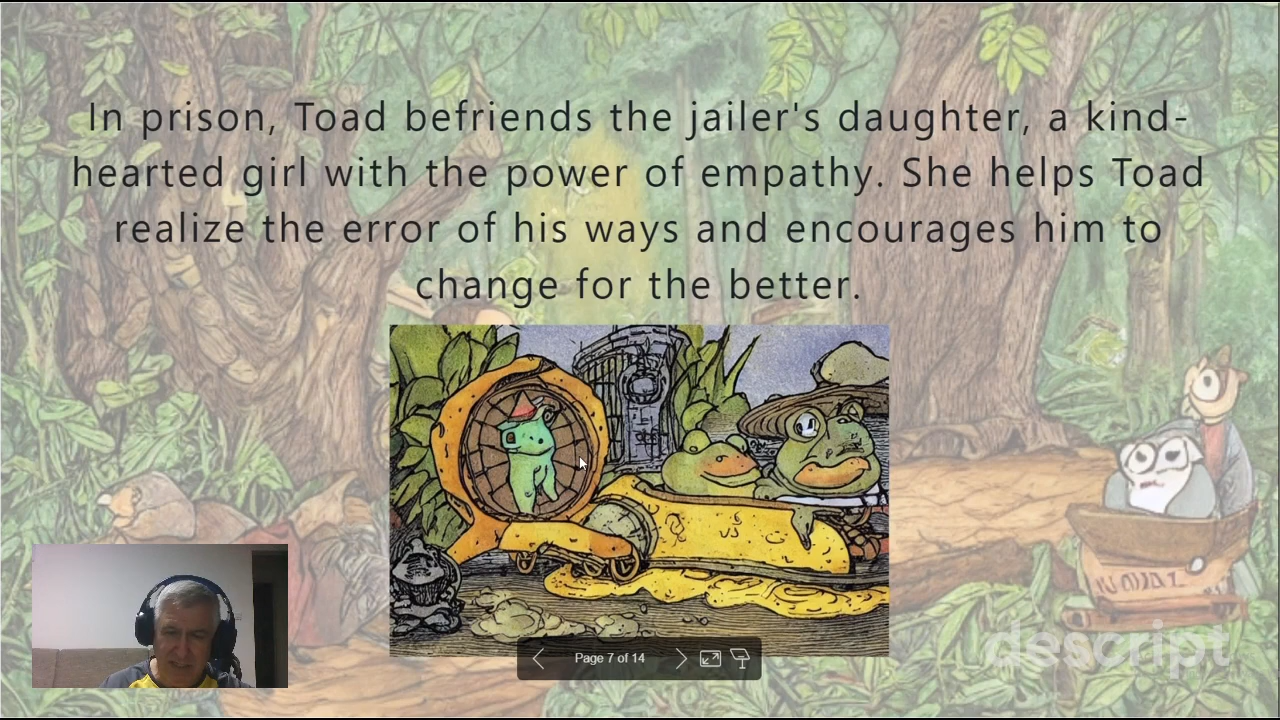 In prison, Toad befriends the jailer's daughter, a kind-
hearted girl with the power of empathy. She helps Toad
realize the error of his ways and encourages him to
change for the better.
Page 7 of 14
descript